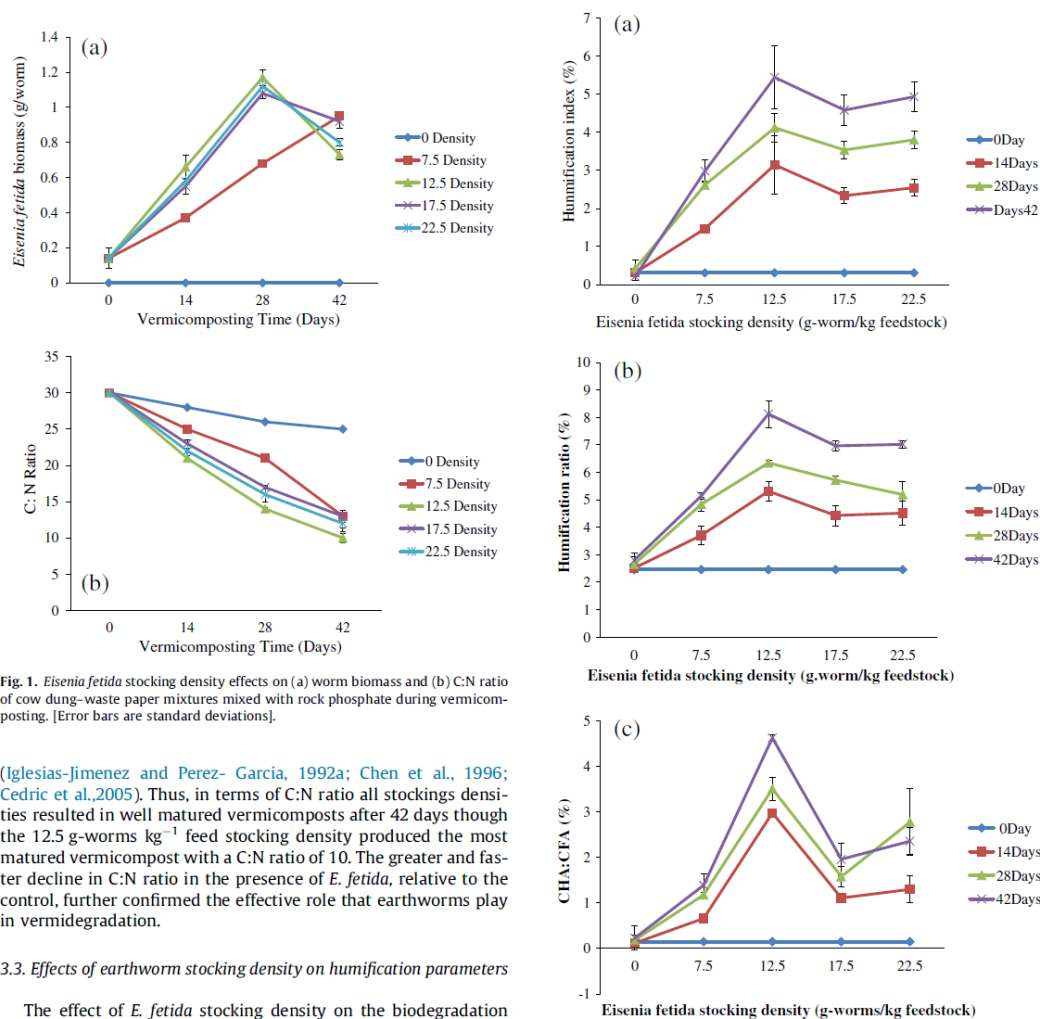 (a)
1.4
1.2
1
0.8
0.6
0.4
0.2
0
Eisenia fetida biomass (g/worm)
0 14 28 42
Vermicomposting Time (Days)
0 Density
7.5 Density
12.5 Density
17.5 Density
22.5 Density
35
30
25
20
15
10
5
0
C: N Ratio
(b)
0 14 28 42
Vermicomposting Time (Days)
0 Density
7.5 Density
12.5 Density
17.5 Density
22.5 Density
Fig. 1. Eisenia fetida stocking density effects on (a) worm biomass and (b) C:N ratio
of cow dung–waste paper mixtures mixed with rock phosphate during vermicom-
posting. [Error bars are standard deviations].
(Iglesias-Jimenez and Perez- Garcia, 1992a; Chen et al., 1996;
Cedric et al.,2005). Thus, in terms of C:N ratio all stockings densi-
ties resulted in well matured vermicomposts after 42 days though
the 12.5 g-worms kg−1 feed stocking density produced the most
matured vermicompost with a C:N ratio of 10. The greater and fas-
ter decline in C:N ratio in the presence of E. fetida, relative to the
control, further confirmed the effective role that earthworms play
in vermidegradation.
3.3. Effects of earthworm stocking density on humification parameters
The effect of E. fetida stocking density on the biodegradation
(a)
7
6
5
4
3
2
1
0
Humnification index (%)
0 7.5 12.5 17.5 22.5
Eisenia fetida stocking density (g-worm/kg feedstock)
0Day
14Days
28Days
Days42
(b)
10
9
8
7
6
5
4
3
2
1
0
Humification ratio (%)
0 7.5 12.5 17.5 22.5
Eisenia fetida stocking density (g.worm/kg feedstock)
0Day
14Days
28Days
42Days
(c)
5
4
3
2
1
0
-1
CHA:CFA (%)
0 7.5 12.5 17.5 22.5
Eisenia fetida stocking density (g-worms/kg feedstock)
0Day
14Days
28Days
42Days